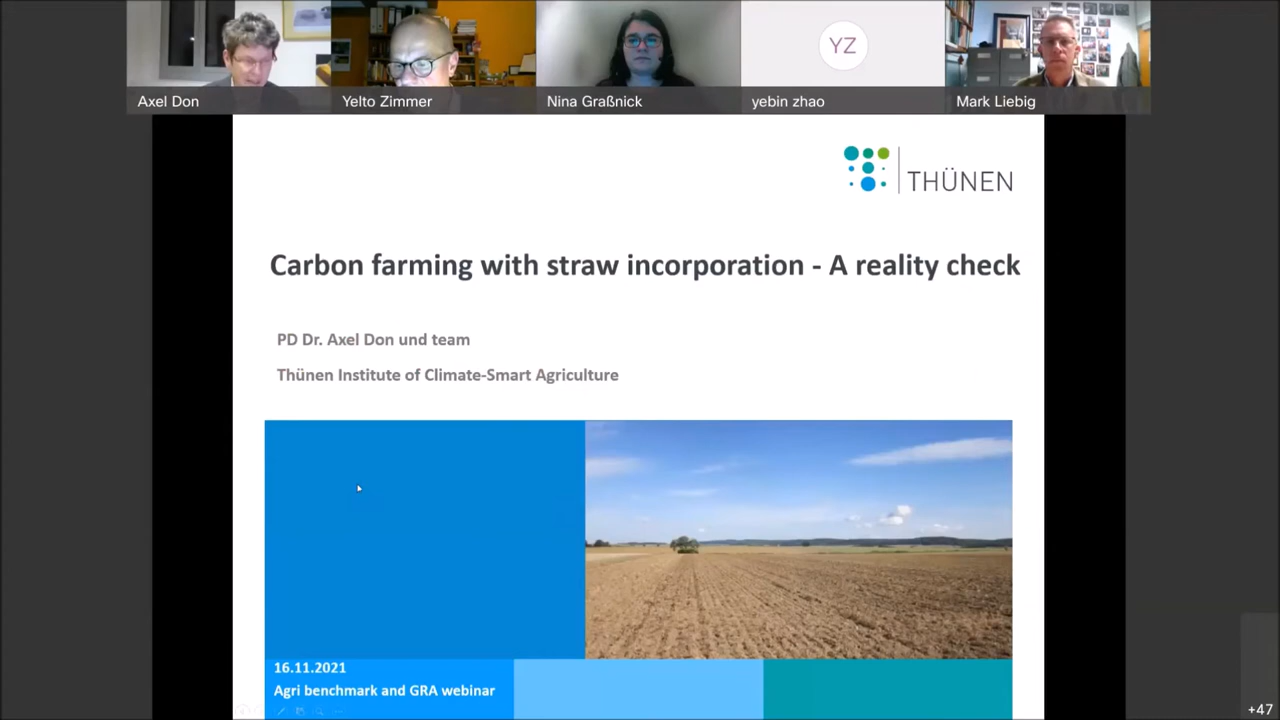 Axel Don
Yelto Zimmer
Nina Graßnick
YZ
yebin zhao
Mark Liebig
THÜNEN
Carbon farming with straw incorporation - A reality check
PD Dr. Axel Don und team
Thünen Institute of Climate-Smart Agriculture
16.11.2021
Agri benchmark and GRA webinar
+47